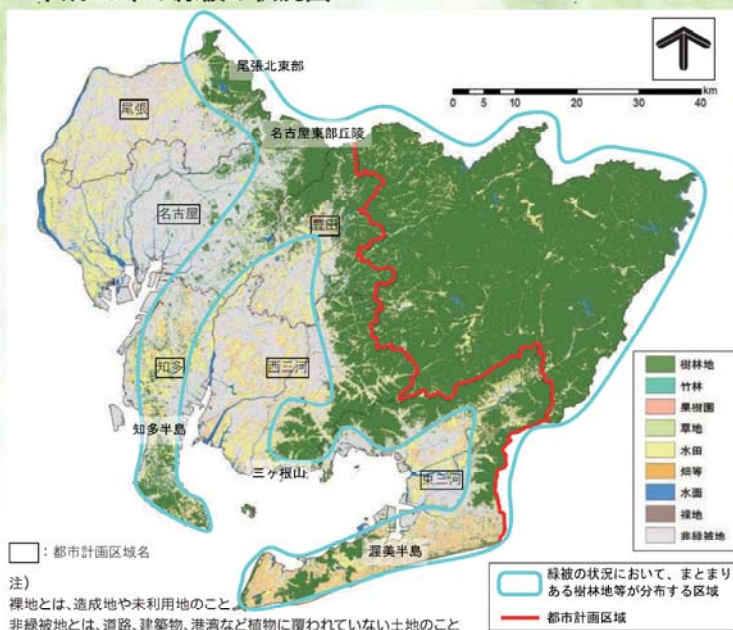 尾張北東部
尾張
0 5 10 20 30 40
km
名古屋東部丘陵
名古屋
豊田
知多
西三河
知多半島
三ヶ根山
東三河
渥美半島
樹林地
竹林
果樹園
草地
水田
畑等
水面
裸地
非緑被地
:都市計画区域名
注)
裸地とは、造成地や未利用地のこと
非緑被地とは、道路、建築物、港湾など植物に覆われていない土地のこと
緑被の状況において、まとまり
ある樹林地等が分布する区域
都市計画区域